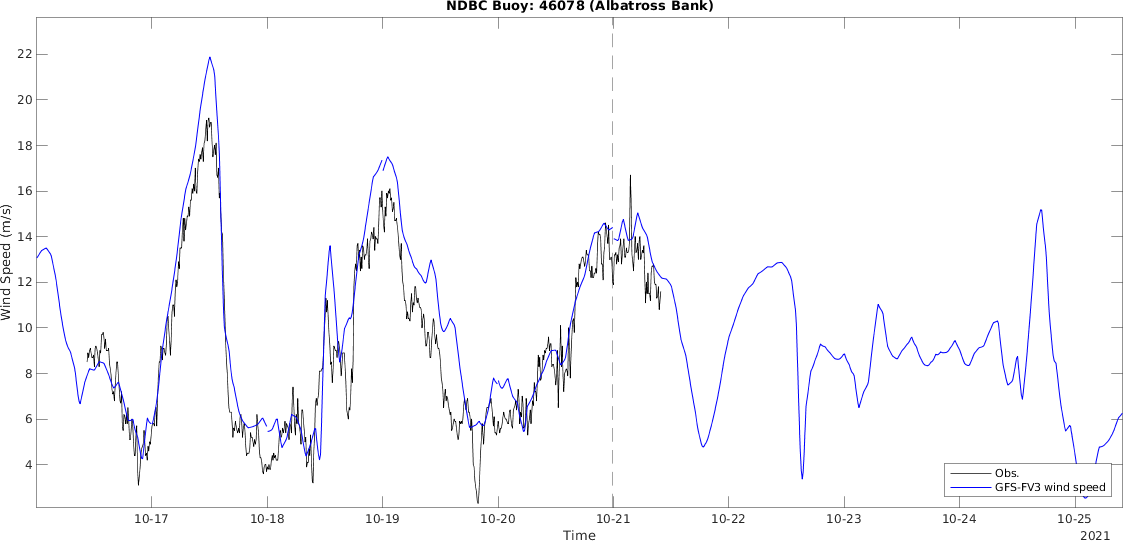 NDBC Buoy: 46078 (Albatross Bank)
22
20
18
16
14
12
10
8
6
4
Wind Speed (m/s)
Obs.
GFS-FV3 wind speed
10-17 10-18 10-19 10-20 10-21 10-22 10-23 10-24 10-25
Time
2021